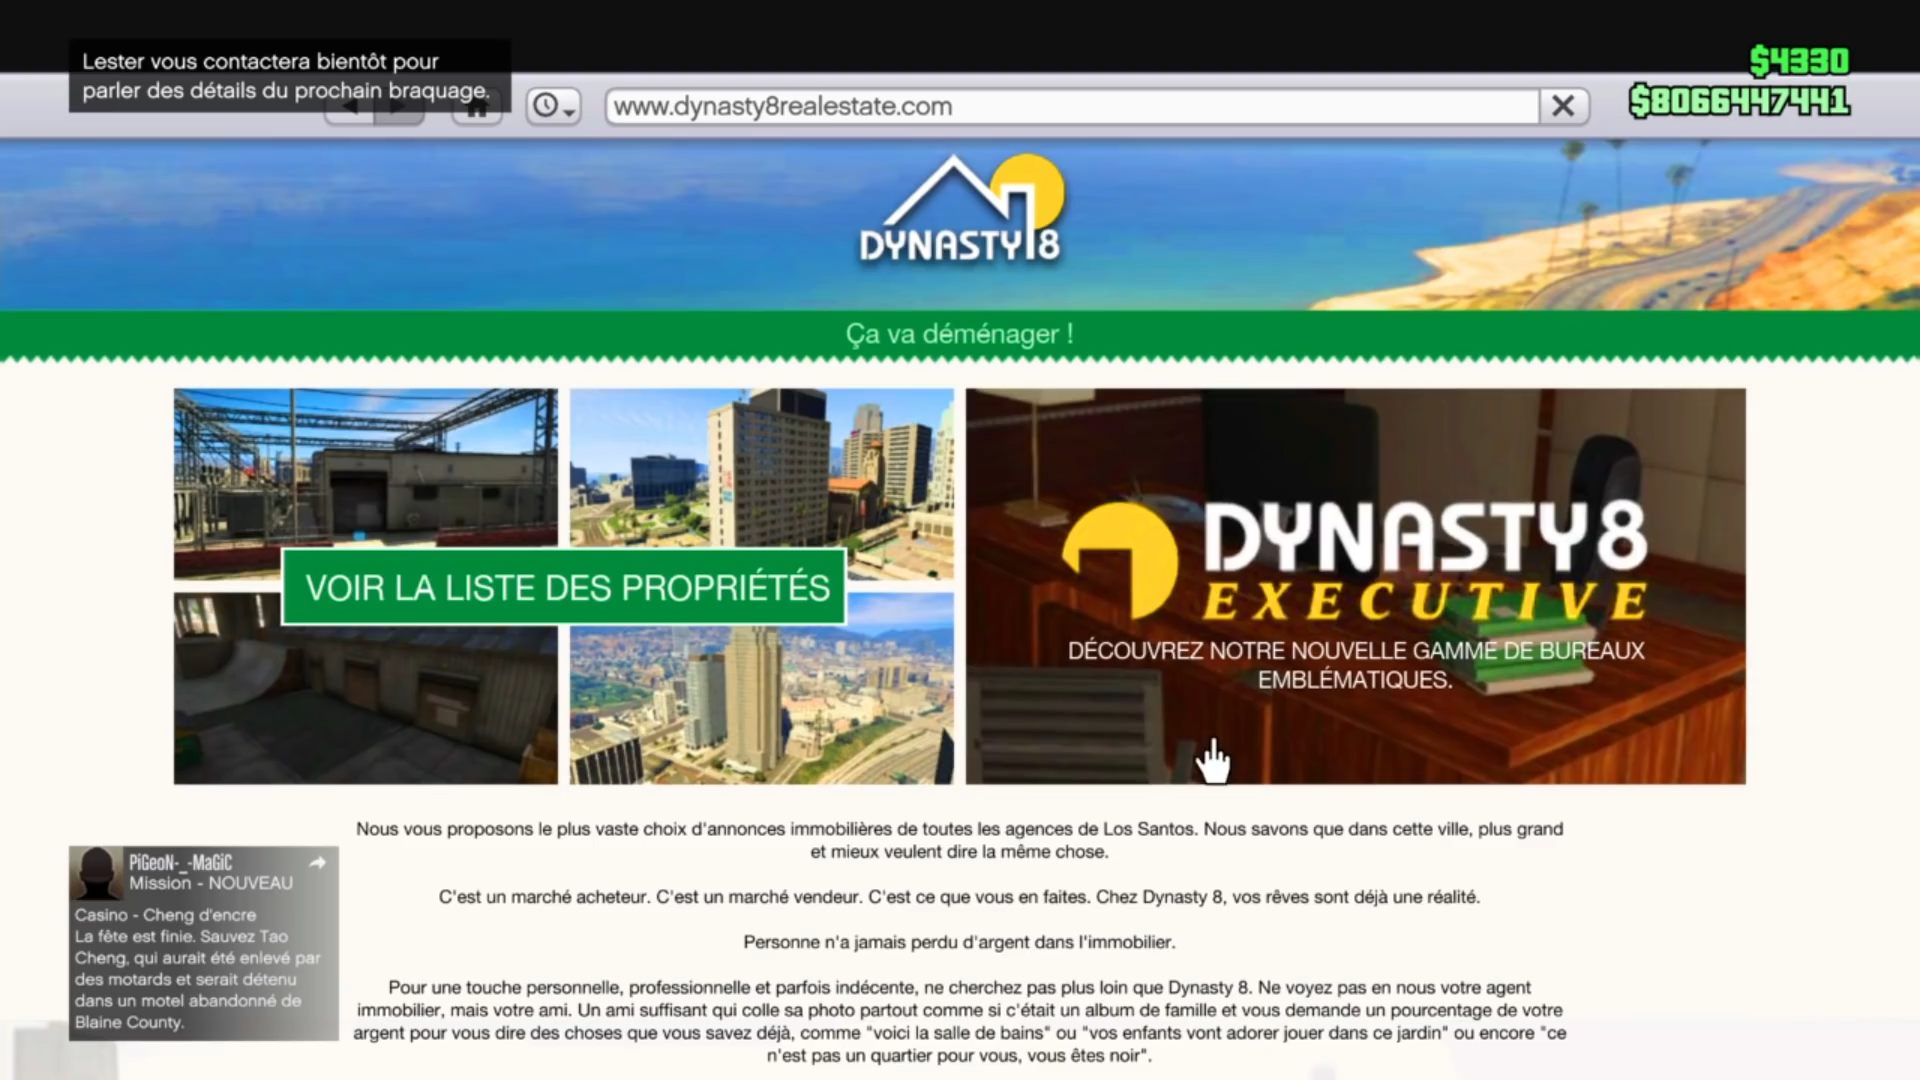 Lester vous contactera bientôt pour
parler des détails du prochain braquage.
$4330
$8066447441
www.dynasty8realestate.com
DYNASTY 8
Ça va déménager !
VOIR LA LISTE DES PROPRIÉTÉS
DYNASTY8
EXECUTIVE
DÉCOUVREZ NOTRE NOUVELLE GAMME DE BUREAUX
EMBLÉMATIQUES.
Nous vous proposons le plus vaste choix d'annonces immobilières de toutes les agences de Los Santos. Nous savons que dans cette ville, plus grand
et mieux veulent dire la même chose.
C'est un marché acheteur. C'est un marché vendeur. C'est ce que vous en faites. Chez Dynasty 8, vos rêves sont déjà une réalité.
Personne n'a jamais perdu d'argent dans l'immobilier.
Pour une touche personnelle, professionnelle et parfois indécente, ne cherchez pas plus loin que Dynasty 8. Ne voyez pas en nous votre agent
immobilier, mais votre ami. Un ami suffisant qui colle sa photo partout comme si c'était un album de famille et vous demande un pourcentage de votre
argent pour vous dire des choses que vous savez déjà, comme "voici la salle de bains" ou "vos enfants vont adorer jouer dans ce jardin" ou encore "ce
n'est pas un quartier pour vous, vous êtes noir".
PiGeoN-_-MaGiC
Mission - NOUVEAU
Casino - Cheng d'encre
La fête est finie. Sauvez Tao
Cheng, qui aurait été enlevé par
des motards et serait détenu
dans un motel abandonné de
Blaine County.